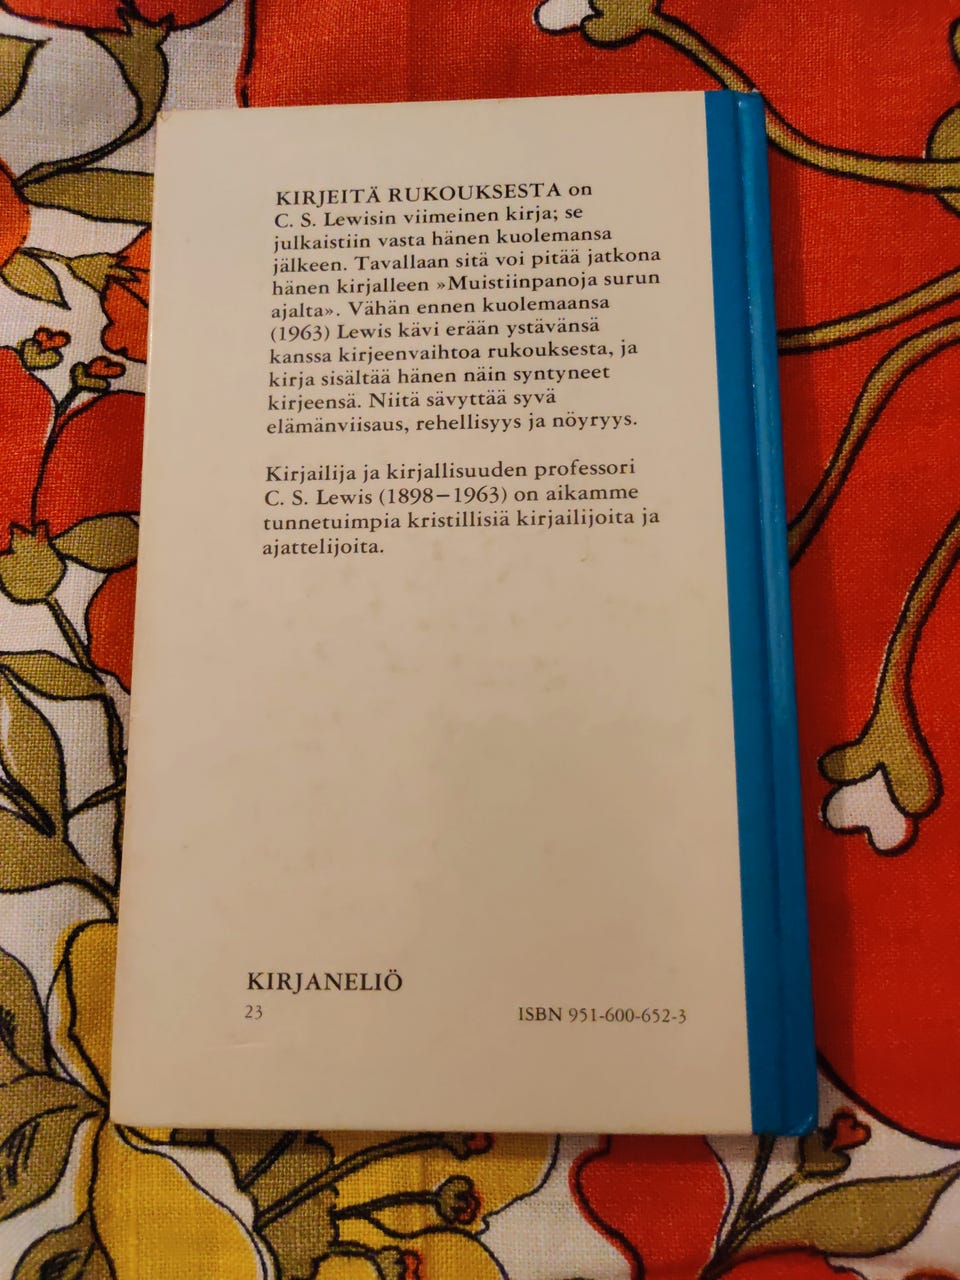 KIRJEITÄ RUKOUKSESTA on
C. S. Lewisin viimeinen kirja; se
julkaistiin vasta hänen kuolemansa
jälkeen. Tavallaan sitä voi pitää jatkona
hänen kirjalleen »Muistiinpanoja surun
ajalta». Vähän ennen kuolemaansa
(1963) Lewis kävi erään ystävänsä
kanssa kirjeenvaihtoa rukouksesta, ja
kirja sisältää hänen näin syntyneet
kirjeensä. Niitä sävyttää syvä
elämänviisaus, rehellisyys ja nöyryys.
Kirjailija ja kirjallisuuden professori
C. S. Lewis (1898–1963) on aikamme
tunnetuimpia kristillisiä kirjailijoita ja
ajattelijoita.
KIRJANELIÖ
23
ISBN 951-600-652-3